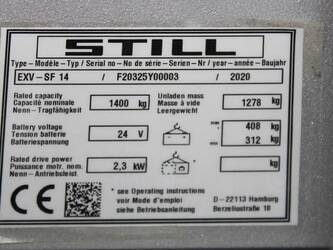 STILL
Type-Modèle-Typ / Serial no-No de série-Serien-Nr / year-année-Baujahr
EXV-SF 14 / F20325Y00003 / 2020
Rated capacity
Capacité nominale
Nenn-Tragfähigkeit
1400 kg
Unladen mass
Masse à vide
Leergewicht
1278 kg
Battery voltage
Tension batterie
Batteriespannung
24 V
408 kg
312 kg
Rated drive power
Puissance motr. nom.
Nenn-Antriebsleist.
2,3 kW
CE
see Operating instructions
voir Mode d'emploi
siehe Betriebsanleitung
D-22113 Hamburg
Berzeliusstraße 10